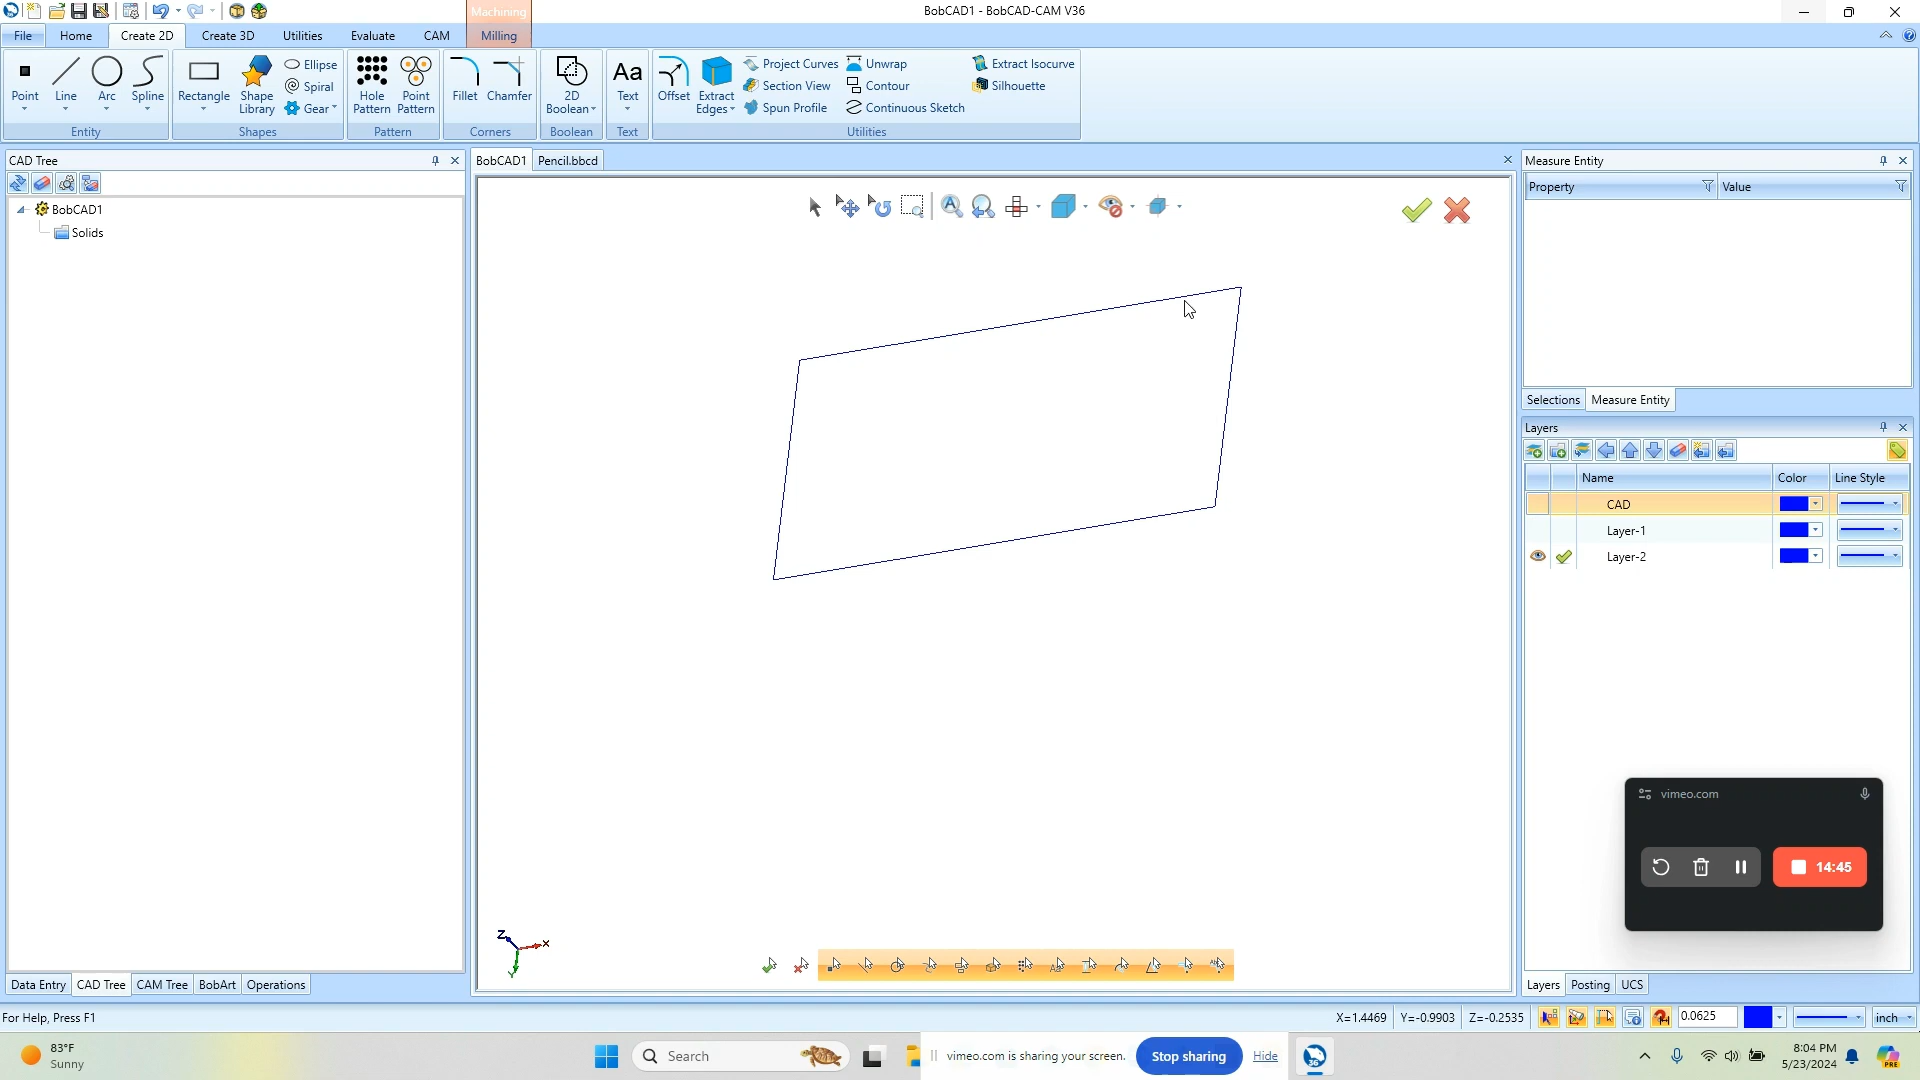 Machining
BobCAD1 - BobCAD-CAM V36
File Home Create 2D Create 3D Utilities Evaluate CAM Milling
Point Line Arc Spline
Entity
Rectangle Shape Library
Ellipse
Spiral
Gear
Shapes
Hole Pattern Point Pattern
Pattern
Fillet Chamfer
Corners
2D Boolean
Boolean
Aa
Text
Text
Offset Extract Edges
Project Curves Unwrap Extract Isocurve
Section View Contour Silhouette
Spun Profile Continuous Sketch
Utilities
CAD Tree
BobCAD1
Solids
Data Entry CAD Tree CAM Tree BobArt Operations
BobCAD1 Pencil.bbcd
Z X Y
Measure Entity
Property Value
Selections Measure Entity
Layers
Name Color Line Style
CAD
Layer-1
Layer-2
vimeo.com
14:45
Layers Posting UCS
For Help, Press F1
X=1.4469 Y=-0.9903 Z=-0.2535
0.0625
inch
83°F
Sunny
Search
vimeo.com is sharing your screen. Stop sharing Hide
8:04 PM
5/23/2024
PRE